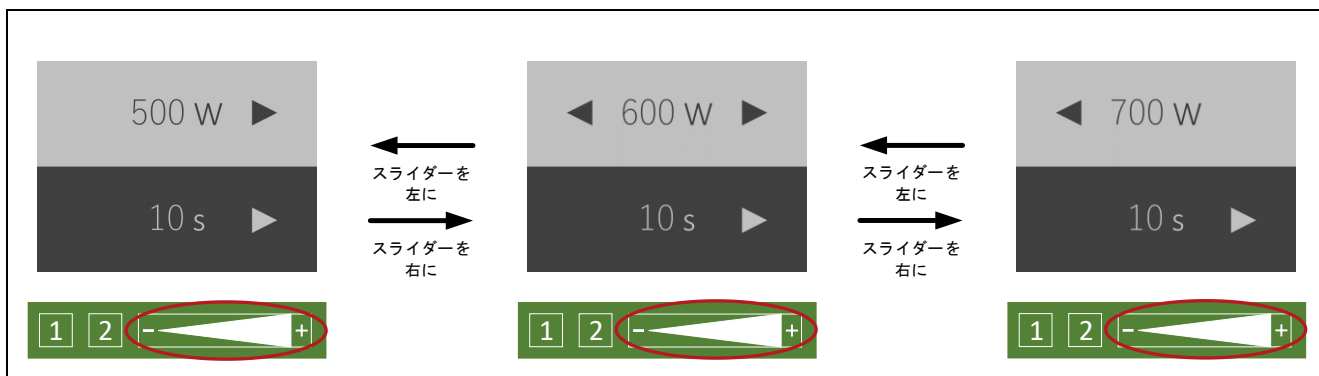 500 W ▶
10 s ▶
1 2 − +
スライダーを
左に
スライダーを
右に
◀ 600 W ▶
10 s ▶
1 2 − +
スライダーを
左に
スライダーを
右に
◀ 700 W
10 s ▶
1 2 − +